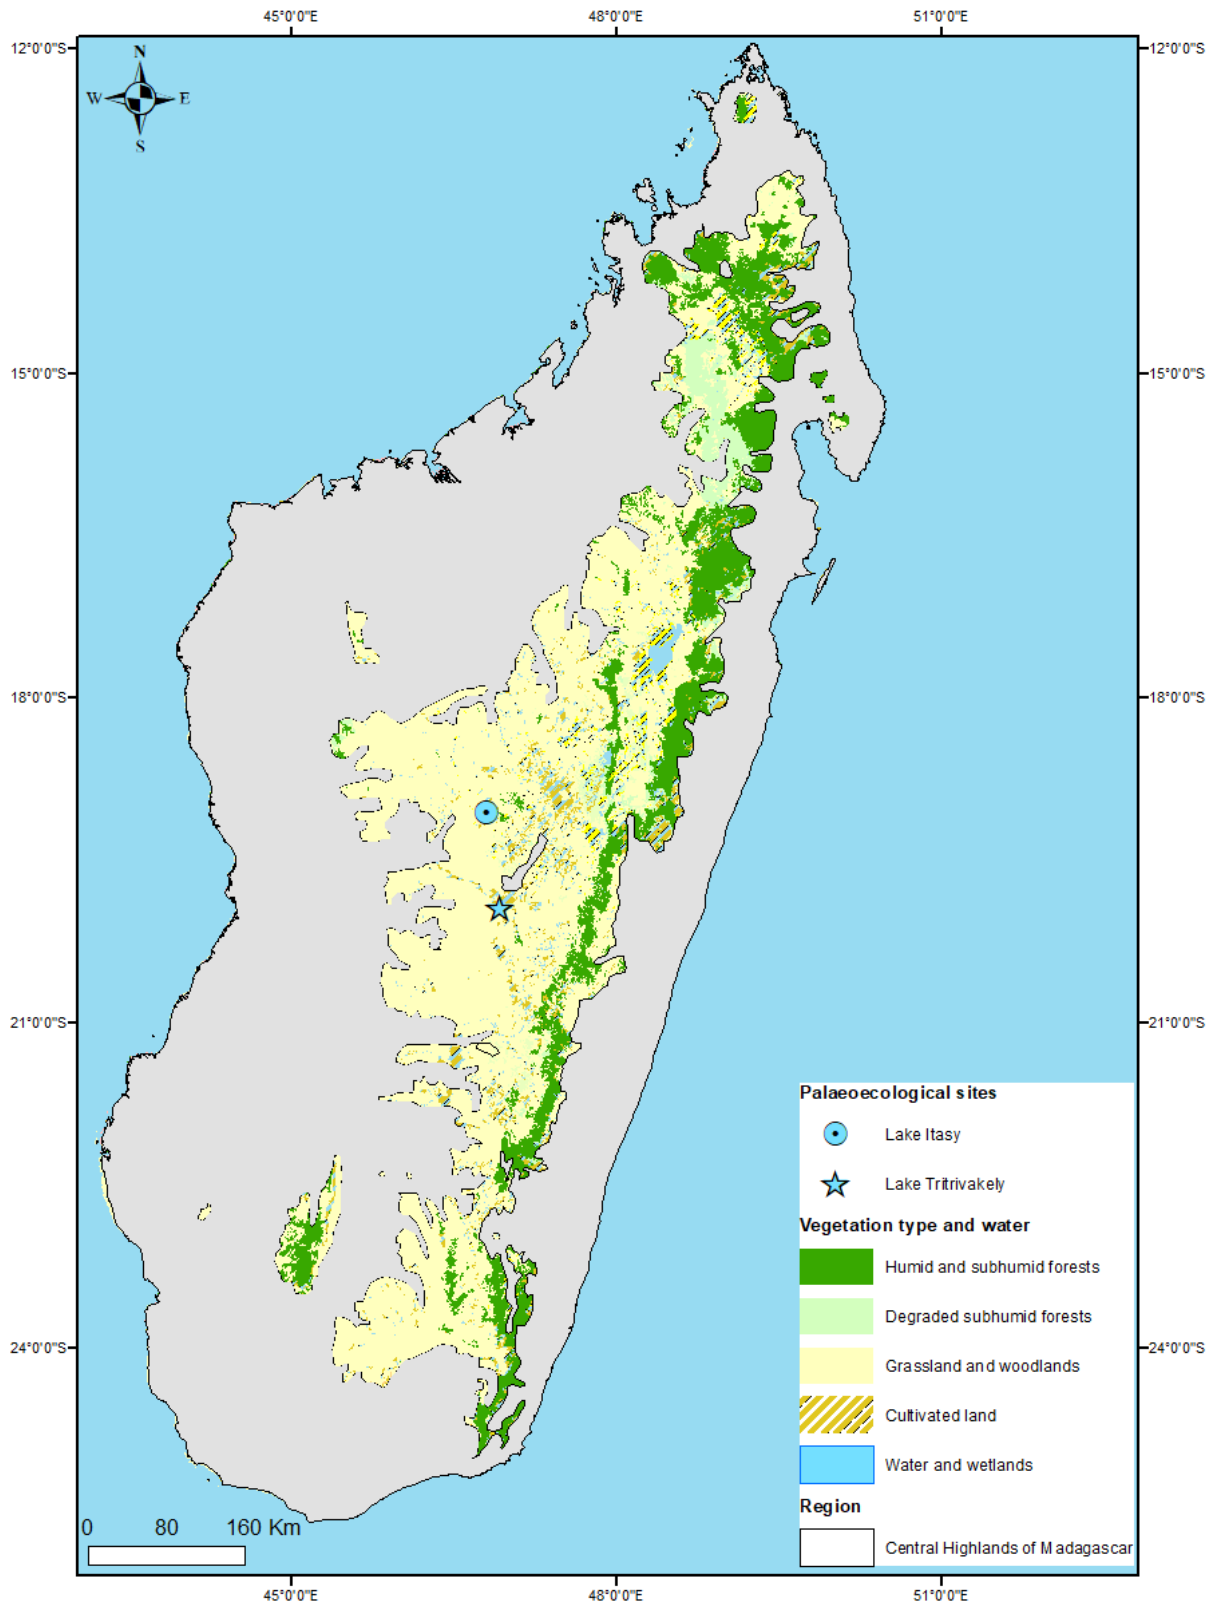 45°0'0"E 48°0'0"E 51°0'0"E
12°0'0"S 12°0'0"S
N
W E
S
15°0'0"S 15°0'0"S
18°0'0"S 18°0'0"S
21°0'0"S 21°0'0"S
24°0'0"S 24°0'0"S
Palaeoecological sites
Lake Itasy
Lake Tritrivakely
Vegetation type and water
Humid and subhumid forests
Degraded subhumid forests
Grassland and woodlands
Cultivated land
Water and wetlands
Region
Central Highlands of Madagascar
0 80 160 Km
45°0'0"E 48°0'0"E 51°0'0"E